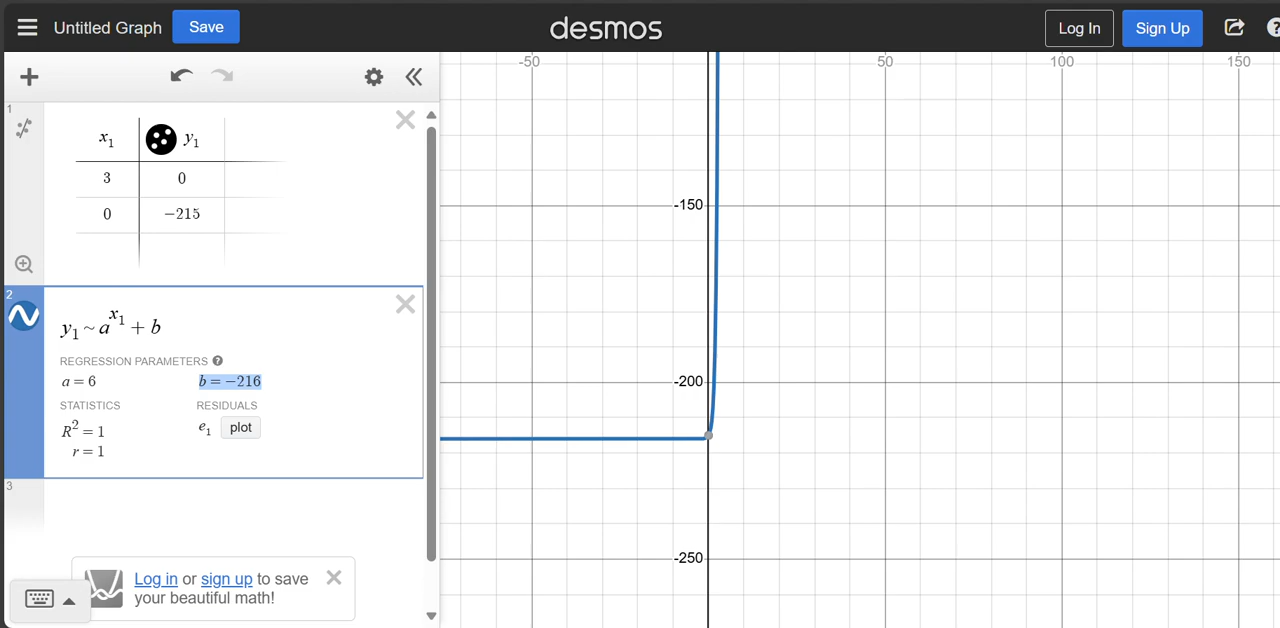 Untitled Graph Save desmos Log In Sign Up ?
-50 50 100 150
1
x₁ y₁
3 0
0 −215
-150
2
y₁ ~ a^x₁ + b
REGRESSION PARAMETERS ?
a = 6 b = −216
-200
STATISTICS RESIDUALS
R² = 1 e₁ plot
r = 1
3
-250
Log in or sign up to save
your beautiful math!